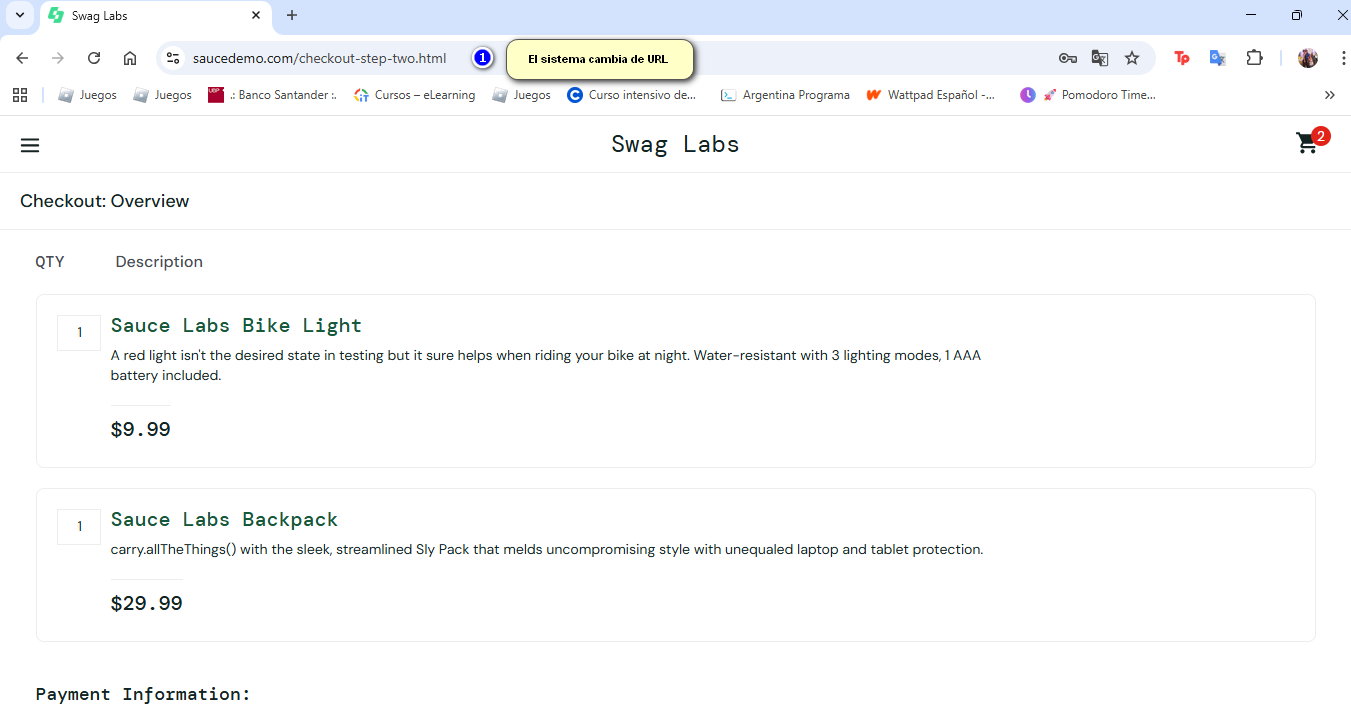 Swag Labs
saucedemo.com/checkout-step-two.html
1
El sistema cambia de URL
Tp
Juegos
Juegos
.: Banco Santander :.
Cursos – eLearning
Juegos
Curso intensivo de...
Argentina Programa
Wattpad Español -...
Pomodoro Time...
Swag Labs
2
Checkout: Overview
QTY Description
1
Sauce Labs Bike Light
A red light isn't the desired state in testing but it sure helps when riding your bike at night. Water-resistant with 3 lighting modes, 1 AAA
battery included.
$9.99
1
Sauce Labs Backpack
carry.allTheThings() with the sleek, streamlined Sly Pack that melds uncompromising style with unequaled laptop and tablet protection.
$29.99
Payment Information: